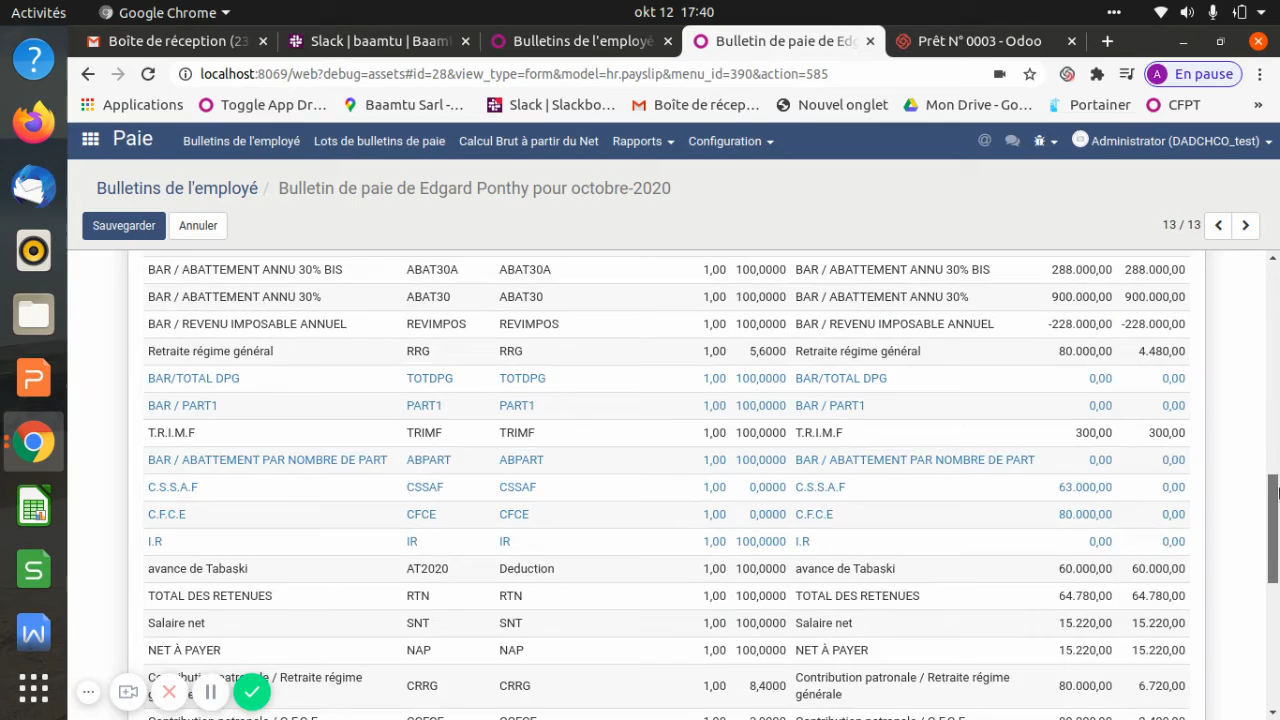 Activités Google Chrome okt 12 17:40
Boîte de réception (23 Slack | baamtu | Baam Bulletins de l'employé Bulletin de paie de Edg Prêt N° 0003 - Odoo
localhost:8069/web?debug=assets#id=28&view_type=form&model=hr.payslip&menu_id=390&action=585 A En pause
Applications Toggle App Dr... Baamtu Sarl -... Slack | Slackbo... Boîte de récep... Nouvel onglet Mon Drive - Go... Portainer CFPT »
Paie Bulletins de l'employé Lots de bulletins de paie Calcul Brut à partir du Net Rapports Configuration @ Administrator (DADCHCO_test)
Bulletins de l'employé / Bulletin de paie de Edgard Ponthy pour octobre-2020
Sauvegarder Annuler 13 / 13
BAR / ABATTEMENT ANNU 30% BIS ABAT30A ABAT30A 1,00 100,0000 BAR / ABATTEMENT ANNU 30% BIS 288.000,00 288.000,00
BAR / ABATTEMENT ANNU 30% ABAT30 ABAT30 1,00 100,0000 BAR / ABATTEMENT ANNU 30% 900.000,00 900.000,00
BAR / REVENU IMPOSABLE ANNUEL REVIMPOS REVIMPOS 1,00 100,0000 BAR / REVENU IMPOSABLE ANNUEL -228.000,00 -228.000,00
Retraite régime général RRG RRG 1,00 5,6000 Retraite régime général 80.000,00 4.480,00
BAR/TOTAL DPG TOTDPG TOTDPG 1,00 100,0000 BAR/TOTAL DPG 0,00 0,00
BAR / PART1 PART1 PART1 1,00 100,0000 BAR / PART1 0,00 0,00
T.R.I.M.F TRIMF TRIMF 1,00 100,0000 T.R.I.M.F 300,00 300,00
BAR / ABATTEMENT PAR NOMBRE DE PART ABPART ABPART 1,00 100,0000 BAR / ABATTEMENT PAR NOMBRE DE PART 0,00 0,00
C.S.S.A.F CSSAF CSSAF 1,00 0,0000 C.S.S.A.F 63.000,00 0,00
C.F.C.E CFCE CFCE 1,00 0,0000 C.F.C.E 80.000,00 0,00
I.R IR IR 1,00 100,0000 I.R 0,00 0,00
avance de Tabaski AT2020 Deduction 1,00 100,0000 avance de Tabaski 60.000,00 60.000,00
TOTAL DES RETENUES RTN RTN 1,00 100,0000 TOTAL DES RETENUES 64.780,00 64.780,00
Salaire net SNT SNT 1,00 100,0000 Salaire net 15.220,00 15.220,00
NET À PAYER NAP NAP 1,00 100,0000 NET À PAYER 15.220,00 15.220,00
Retraite régime CRRG CRRG 1,00 8,4000 Contribution patronale / Retraite régime générale 80.000,00 6.720,00